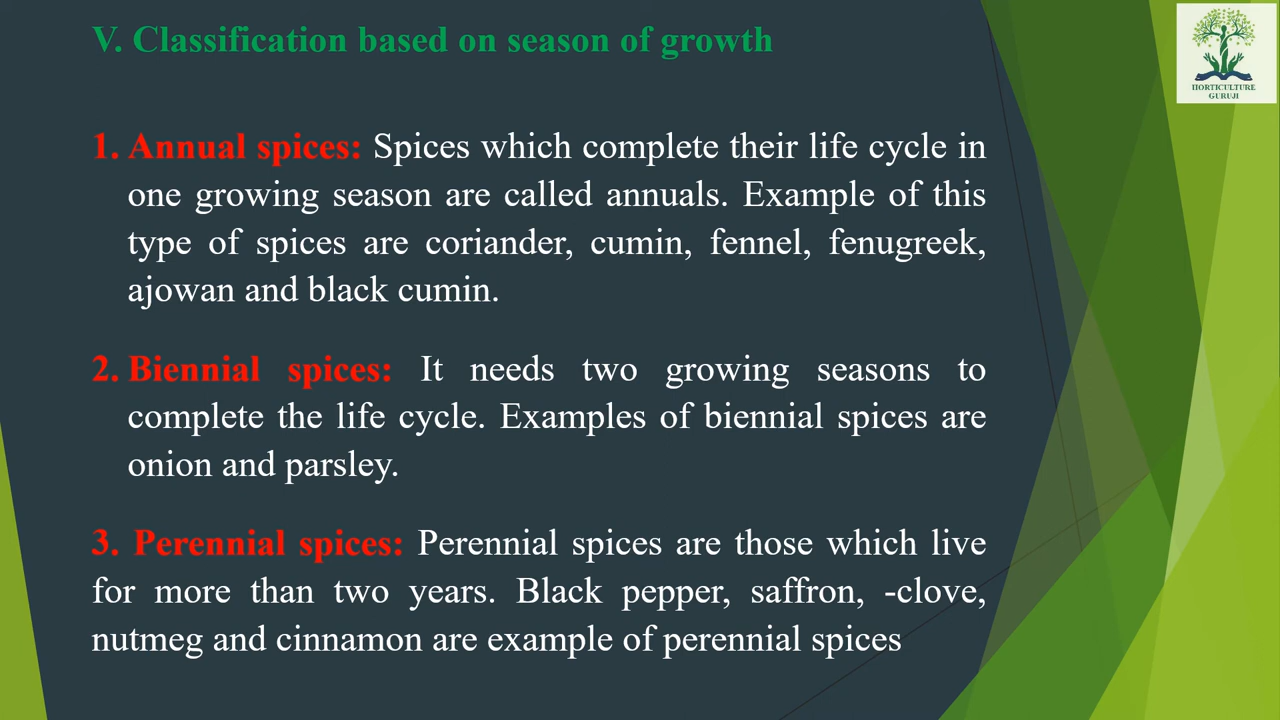 V. Classification based on season of growth
HORTICULTURE
GURUJI
1. Annual spices: Spices which complete their life cycle in
one growing season are called annuals. Example of this
type of spices are coriander, cumin, fennel, fenugreek,
ajowan and black cumin.
2. Biennial spices: It needs two growing seasons to
complete the life cycle. Examples of biennial spices are
onion and parsley.
3. Perennial spices: Perennial spices are those which live
for more than two years. Black pepper, saffron, -clove,
nutmeg and cinnamon are example of perennial spices